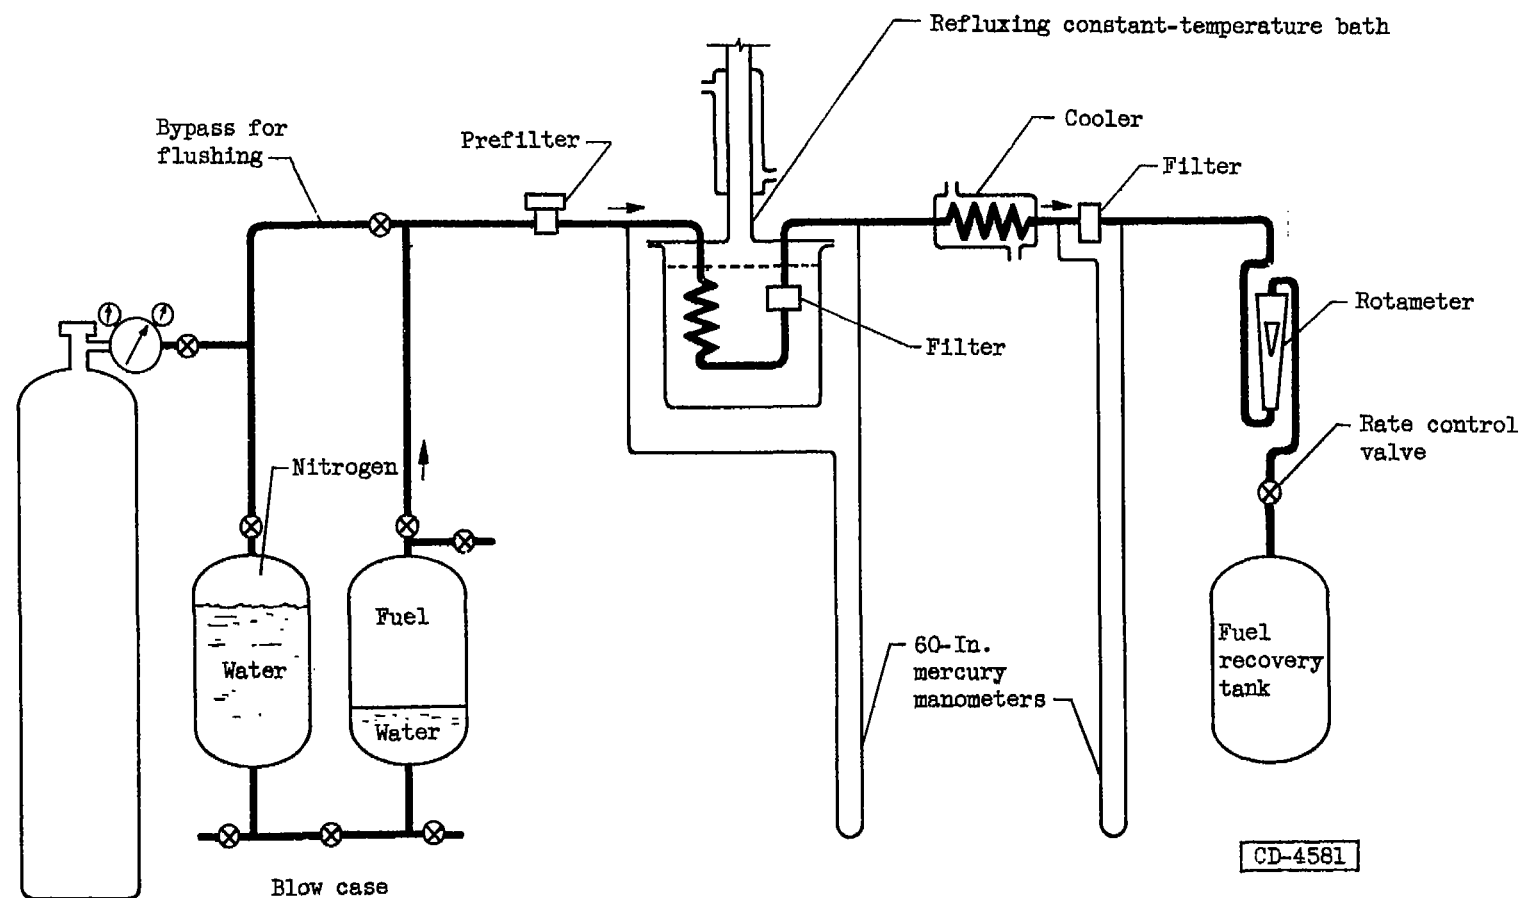 Refluxing constant-temperature bath
Bypass for
flushing
Prefilter
Cooler
Filter
Rotameter
Filter
Rate control
valve
Nitrogen
Fuel
Water
Water
60-In.
mercury
manometers
Fuel
recovery
tank
CD-4581
Blow case